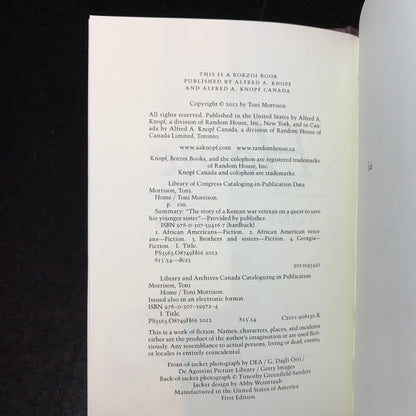 THIS IS A BORZOI BOOK
PUBLISHED BY ALFRED A. KNOPF
AND ALFRED A. KNOPF CANADA
Copyright © 2012 by Toni Morrison
All rights reserved. Published in the United States by Alfred A.
Knopf, a division of Random House, Inc., New York, and in Can-
ada by Alfred A. Knopf Canada, a division of Random House of
Canada Limited, Toronto.
www.aaknopf.com www.randomhouse.ca
Knopf, Borzoi Books, and the colophon are registered trademarks
of Random House, Inc.
Knopf Canada and colophon are trademarks.
Library of Congress Cataloging-in-Publication Data
Morrison, Toni.
Home / Toni Morrison.
p. cm.
Summary: "The story of a Korean war veteran on a quest to save
his younger sister"—Provided by publisher.
ISBN 978-0-307-59416-7 (hardback)
1. African Americans—Fiction. 2. African American veter-
ans—Fiction. 3. Brothers and sisters—Fiction. 4. Georgia—
Fiction. I. Title.
PS3563.O8749H66 2012
813'.54—dc23 2011043441
Library and Archives Canada Cataloguing in Publication
Morrison, Toni
Home / Toni Morrison.
Issued also in an electronic format.
ISBN 978-0-307-39972-4
I. Title.
PS3563.O8749H66 2012 813'.54 C2011-908130-X
This is a work of fiction. Names, characters, places, and incidents
either are the product of the author's imagination or are used ficti-
tiously. Any resemblance to actual persons, living or dead, events,
or locales is entirely coincidental.
Front-of-jacket photograph by DEA / G. Dagli Orti /
De Agostini Picture Library / Getty Images
Back-of-jacket photograph © Timothy Greenfield-Sanders
Jacket design by Abby Weintraub
Manufactured in the United States of America
First Edition